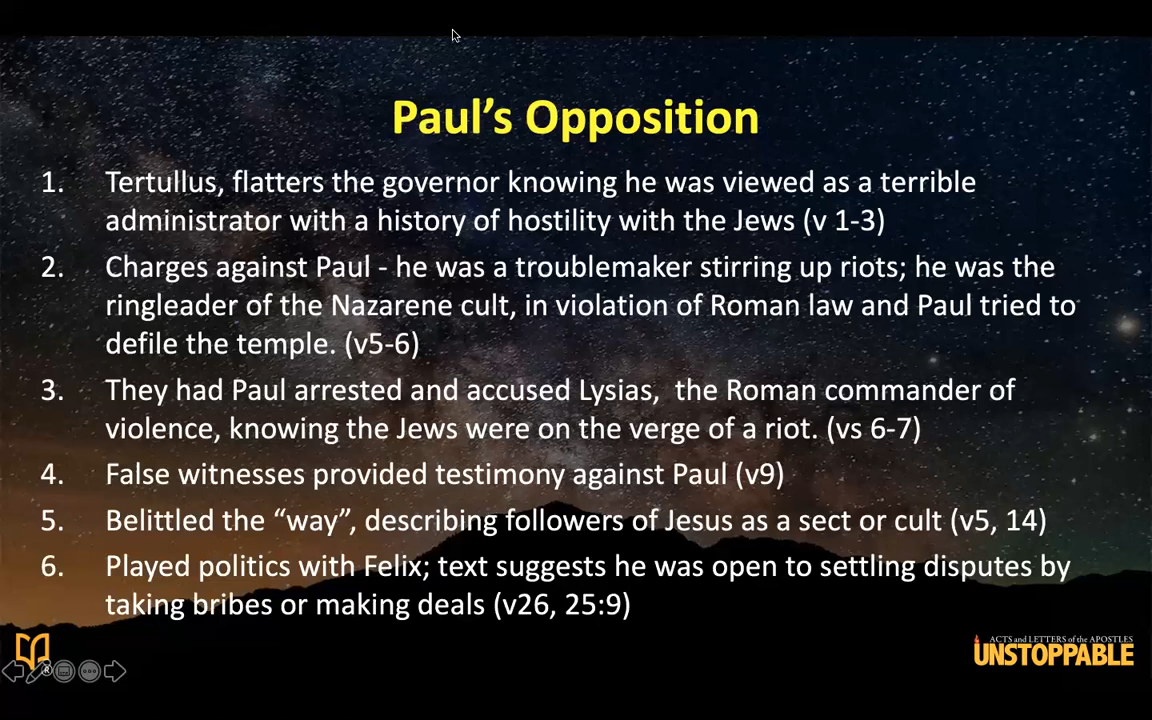 Paul’s Opposition
1. Tertullus, flatters the governor knowing he was viewed as a terrible
administrator with a history of hostility with the Jews (v 1-3)
2. Charges against Paul - he was a troublemaker stirring up riots; he was the
ringleader of the Nazarene cult, in violation of Roman law and Paul tried to
defile the temple. (v5-6)
3. They had Paul arrested and accused Lysias,  the Roman commander of
violence, knowing the Jews were on the verge of a riot. (vs 6-7)
4. False witnesses provided testimony against Paul (v9)
5. Belittled the “way”, describing followers of Jesus as a sect or cult (v5, 14)
6. Played politics with Felix; text suggests he was open to settling disputes by
taking bribes or making deals (v26, 25:9)
®
ACTS and LETTERS of the APOSTLES
UNSTOPPABLE